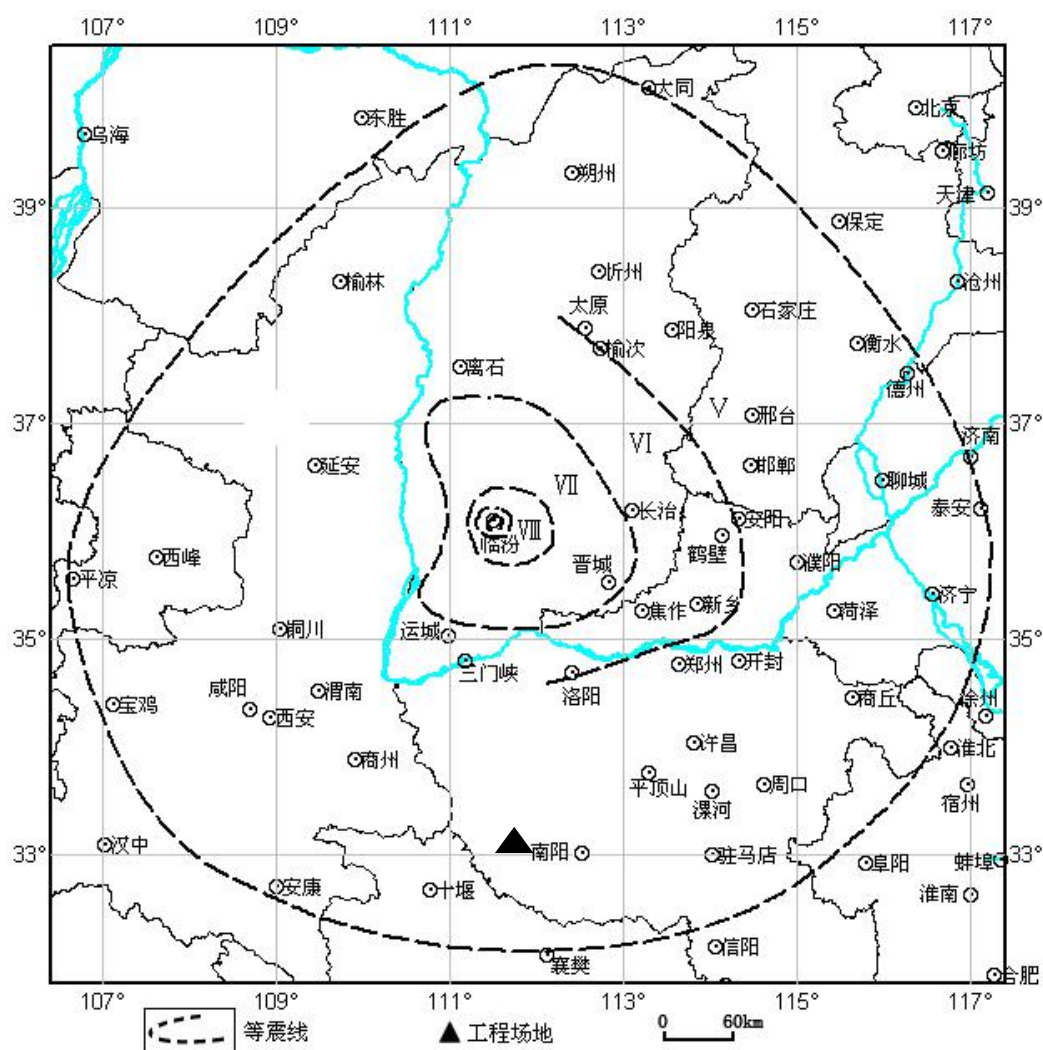 107° 109° 111° 113° 115° 117°
大同
东胜
北京
乌海
廊坊
朔州
天津
39° 39°
保定
忻州
榆林
沧州
太原
石家庄
阳泉
榆次
衡水
离石
德州
Ⅴ
邢台
37° 37°
济南
Ⅵ
延安
邯郸
Ⅶ
聊城
长治
泰安
安阳
Ⅷ
临汾
鹤壁
西峰
晋城
濮阳
平凉
济宁
焦作
新乡
菏泽
铜川
运城
35° 35°
三门峡
郑州
开封
洛阳
咸阳
渭南
宝鸡
商丘
徐州
西安
许昌
淮北
商州
平顶山
周口
宿州
漯河
汉中
33° 33°
南阳
驻马店
阜阳
蚌埠
安康
十堰
淮南
信阳
襄樊
合肥
107° 109° 111° 113° 115° 117°
等震线
工程场地
0 60km